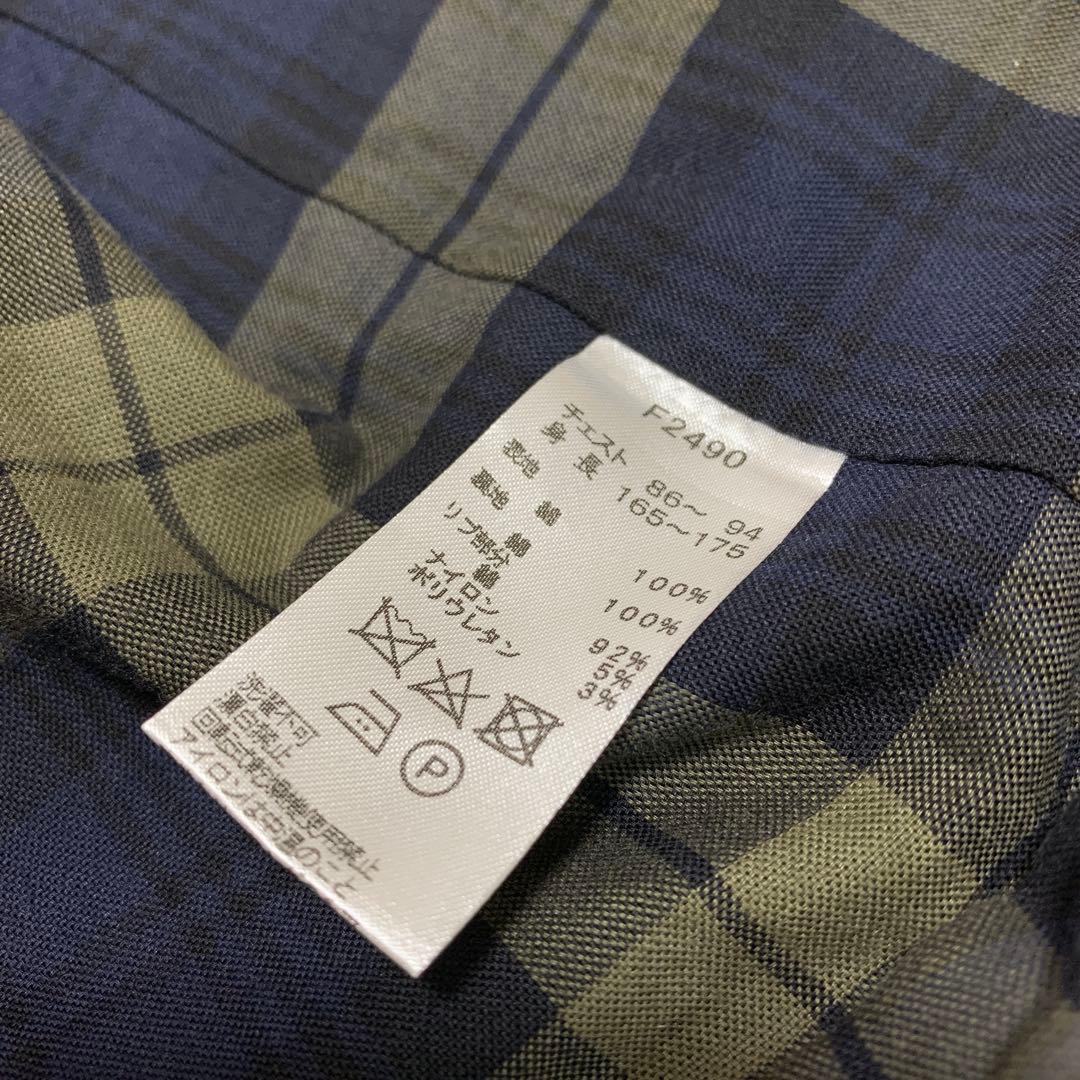 F2490
チェスト 86〜 94
身 長 165〜175
表地 綿 100%
裏地 綿 100%
リブ部分
綿 92%
ナイロン 5%
ポリウレタン 3%
P
洗濯不可
漂白禁止
回転式乾燥機使用禁止
アイロンは中温のこと